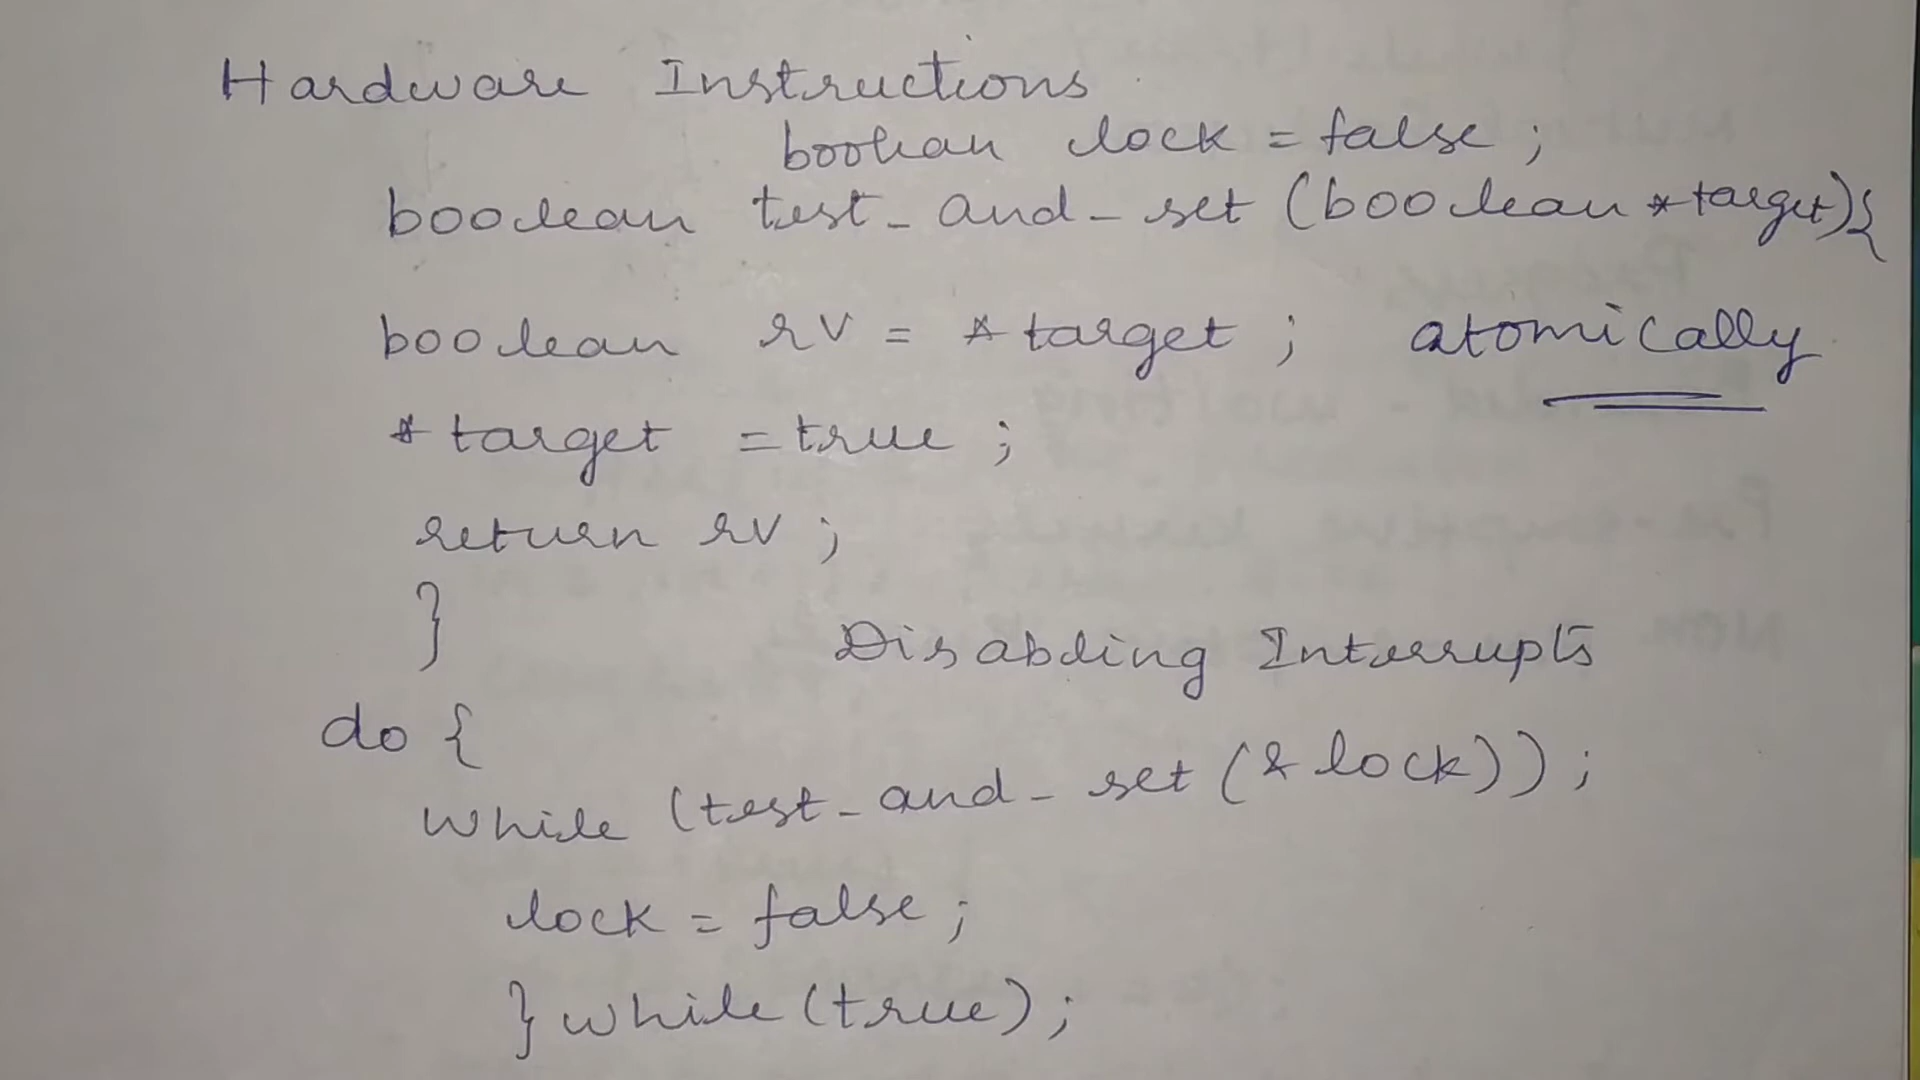 Hardware Instructions
boolean lock = false ;
boolean test_and_set (boolean *target){
boolean rv = *target ; atomically
*target = true ;
return rv ;
}
Disabling Interrupts
do {
while (test_and_set (& lock)) ;
lock = false ;
} while (true) ;